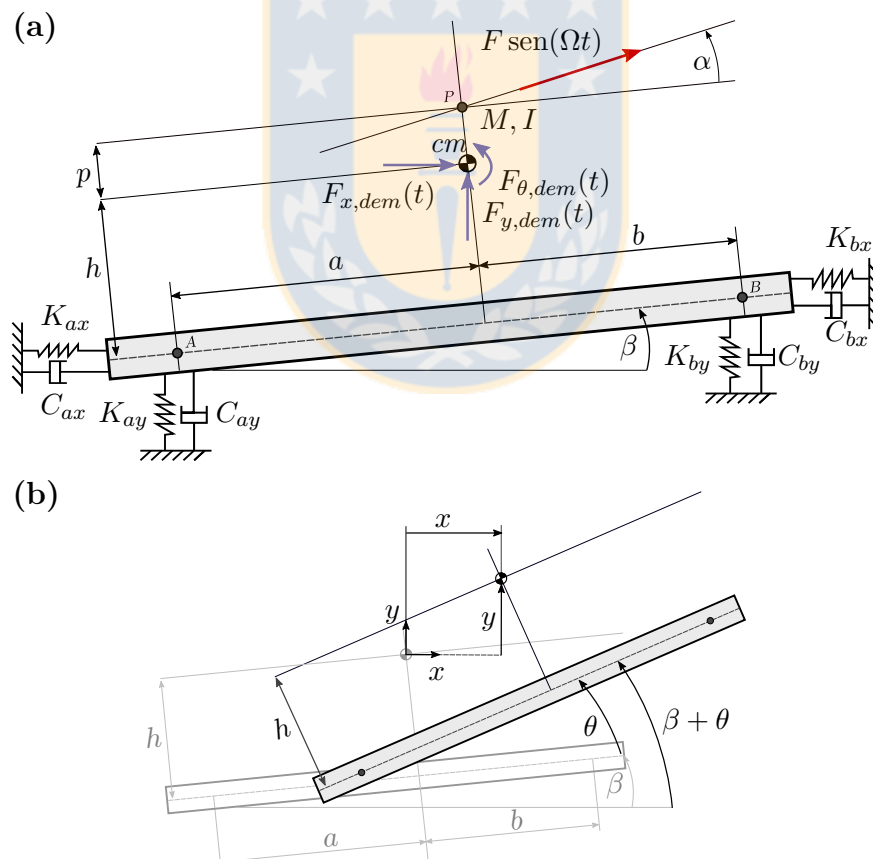 (a)
F sen(Ωt)
α
P
M, I
cm
p
F_{x,dem}(t)
F_{θ,dem}(t)
F_{y,dem}(t)
h
a
b
K_{bx}
K_{ax}
A
B
C_{bx}
β
K_{by}
C_{by}
C_{ax}
K_{ay}
C_{ay}
(b)
x
y
y
x
h
h
θ
β + θ
β
a
b